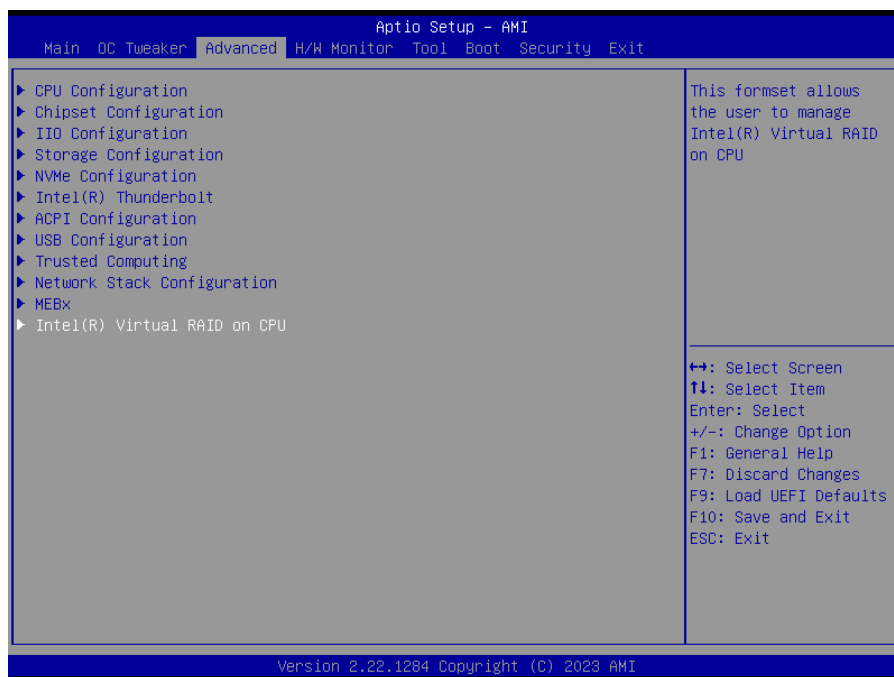 Aptio Setup – AMI
Main OC Tweaker Advanced H/W Monitor Tool Boot Security Exit
CPU Configuration
Chipset Configuration
IIO Configuration
Storage Configuration
NVMe Configuration
Intel(R) Thunderbolt
ACPI Configuration
USB Configuration
Trusted Computing
Network Stack Configuration
MEBx
Intel(R) Virtual RAID on CPU
This formset allows
the user to manage
Intel(R) Virtual RAID
on CPU
↔: Select Screen
↑↓: Select Item
Enter: Select
+/-: Change Option
F1: General Help
F7: Discard Changes
F9: Load UEFI Defaults
F10: Save and Exit
ESC: Exit
Version 2.22.1284 Copyright (C) 2023 AMI